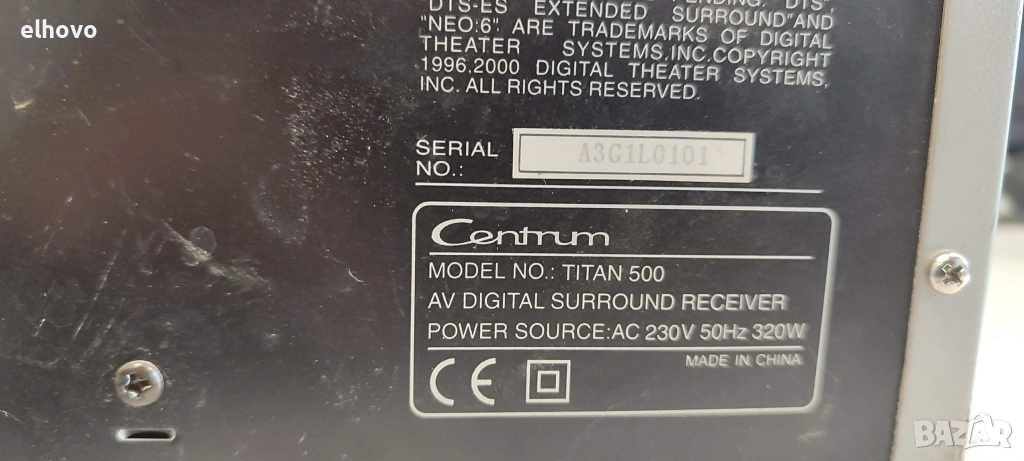 elhovo
PENDING. "DTS",
"DTS-ES EXTENDED SURROUND"AND
"NEO:6". ARE TRADEMARKS OF DIGITAL
THEATER SYSTEMS,INC.COPYRIGHT
1996,2000 DIGITAL THEATER SYSTEMS,
INC. ALL RIGHTS RESERVED.
SERIAL
NO.:
A3G1L0101
Centrum
MODEL NO.: TITAN 500
AV DIGITAL SURROUND RECEIVER
POWER SOURCE:AC 230V 50Hz 320W
MADE IN CHINA
CE
BAZAR